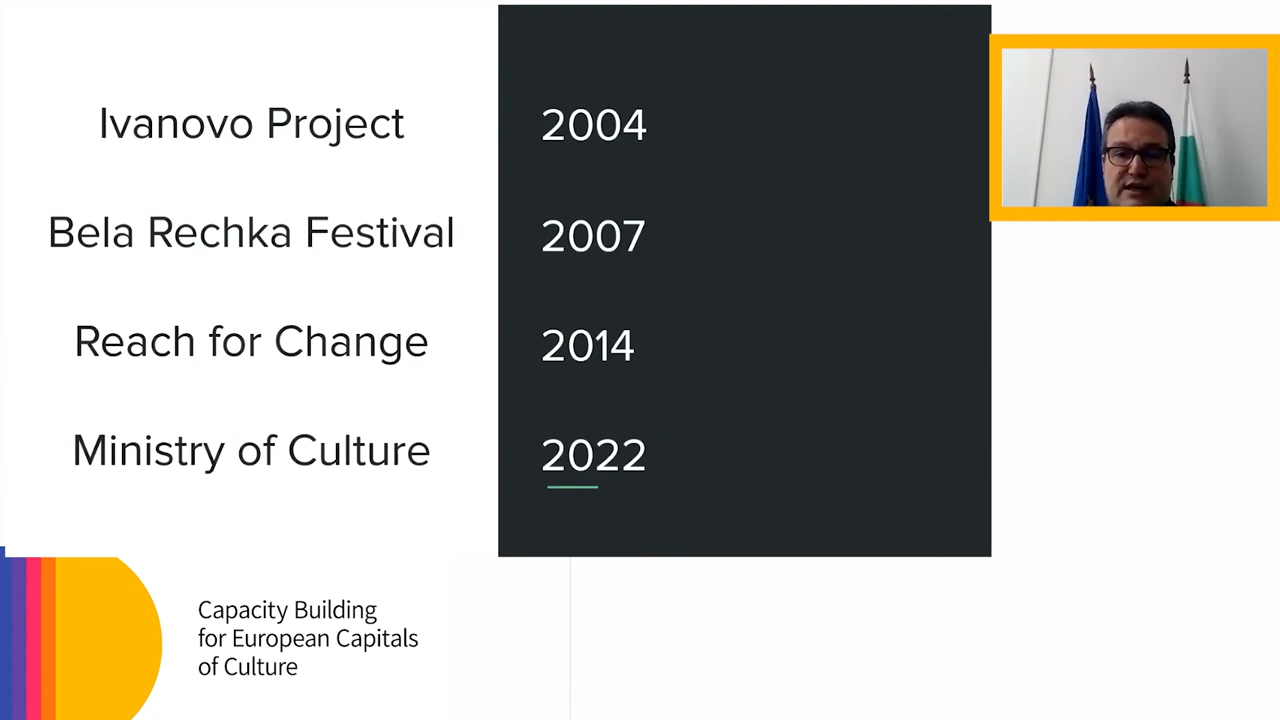 Ivanovo Project 2004
Bela Rechka Festival 2007
Reach for Change 2014
Ministry of Culture 2022
Capacity Building
for European Capitals
of Culture